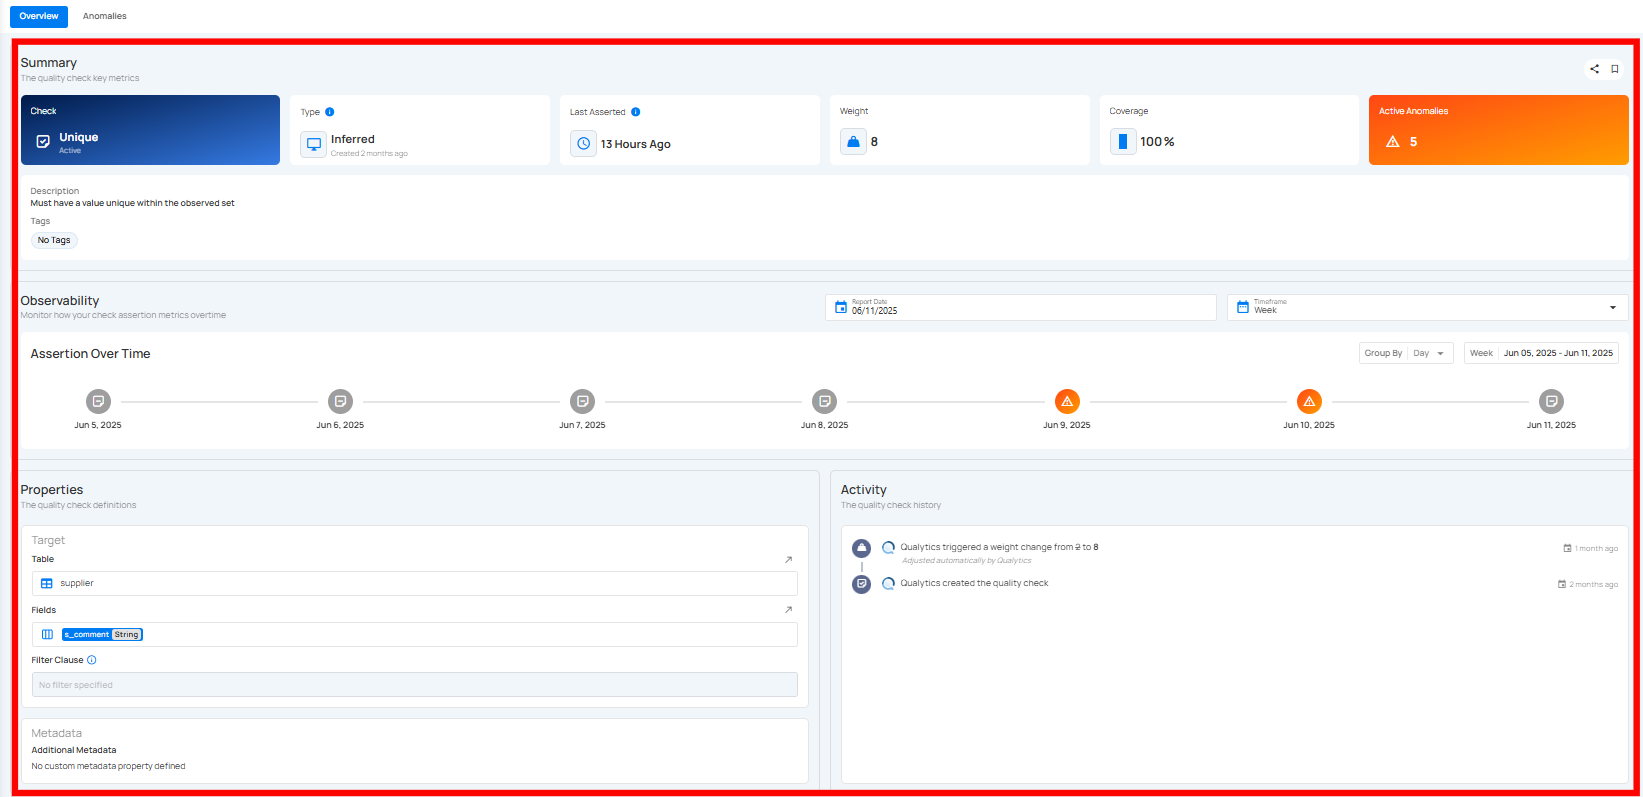 Overview
Anomalies
Summary
The quality check key metrics
Check
Unique
Active
Type
Inferred
Created 2 months ago
Last Asserted
13 Hours Ago
Weight
8
Coverage
100%
Active Anomalies
5
Description
Must have a value unique within the observed set
Tags
No Tags
Observability
Monitor how your check assertion metrics overtime
Report Date
06/11/2025
Timeframe
Week
Assertion Over Time
Group By Day
Week Jun 05, 2025 - Jun 11, 2025
Jun 5, 2025
Jun 6, 2025
Jun 7, 2025
Jun 8, 2025
Jun 9, 2025
Jun 10, 2025
Jun 11, 2025
Properties
The quality check definitions
Target
Table
supplier
Fields
s_comment String
Filter Clause
No filter specified
Metadata
Additional Metadata
No custom metadata property defined
Activity
The quality check history
Qualytics triggered a weight change from 2 to 8
1 month ago
Adjusted automatically by Qualytics
Qualytics created the quality check
2 months ago